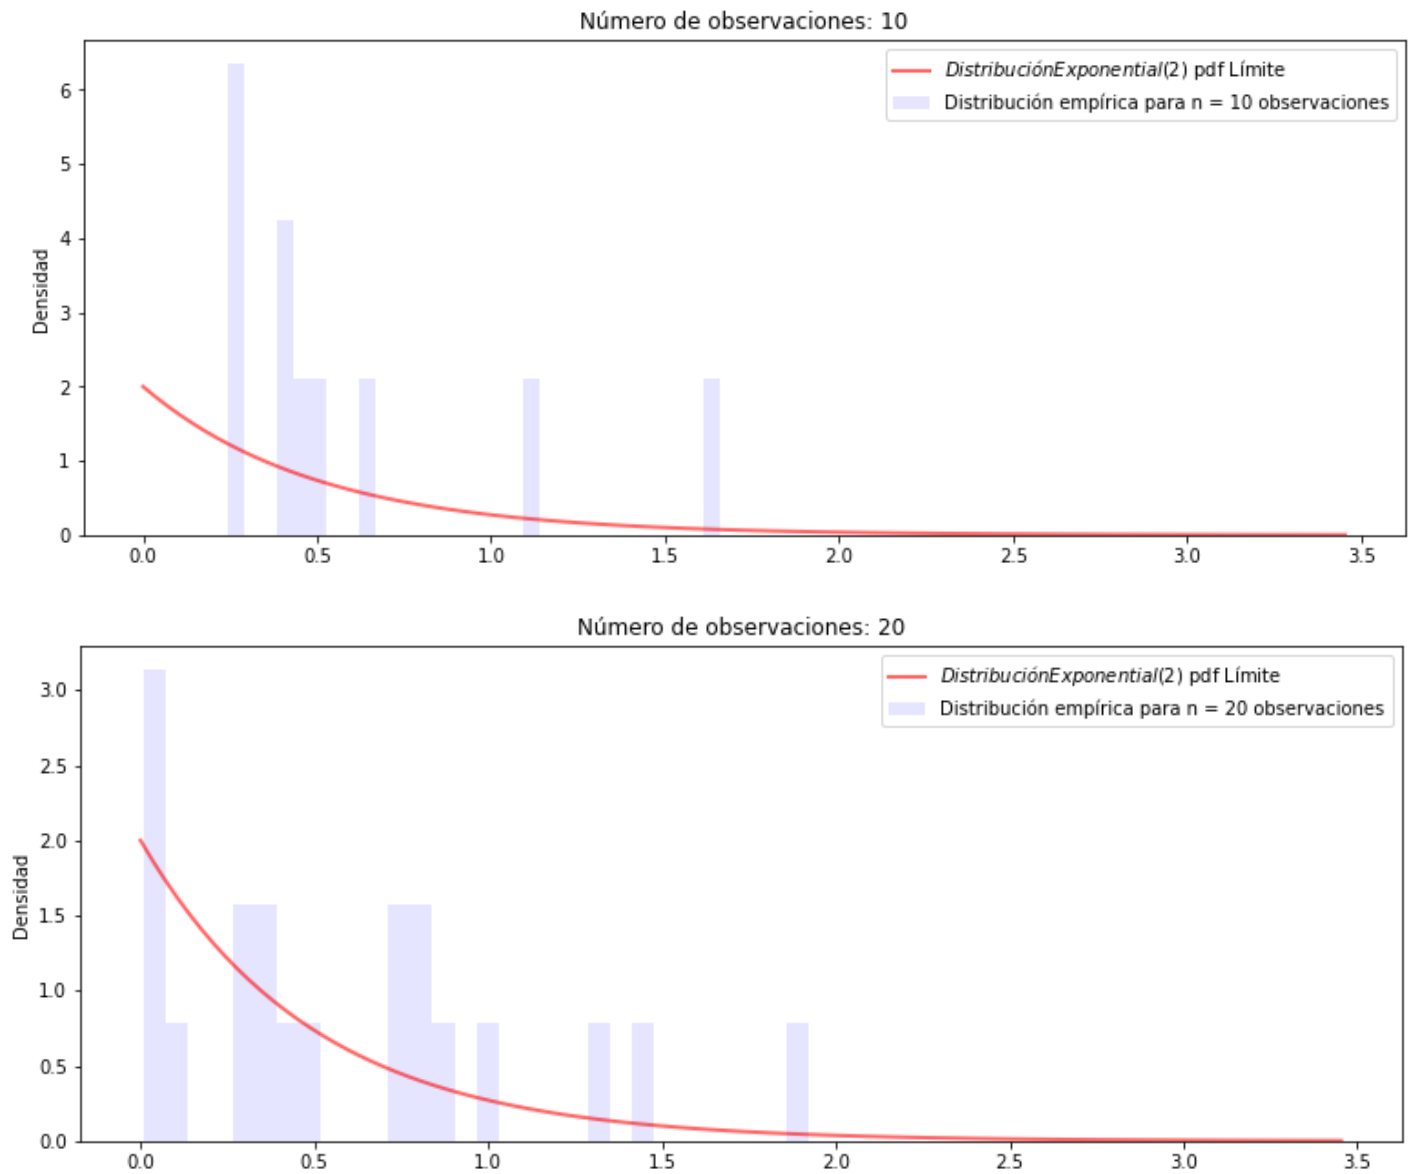 Número de observaciones: 10
DistribuciónExponential(2) pdf Límite
Distribución empírica para n = 10 observaciones
Densidad
6
5
4
3
2
1
0
0.0 0.5 1.0 1.5 2.0 2.5 3.0 3.5
Número de observaciones: 20
DistribuciónExponential(2) pdf Límite
Distribución empírica para n = 20 observaciones
Densidad
3.0
2.5
2.0
1.5
1.0
0.5
0.0
0.0 0.5 1.0 1.5 2.0 2.5 3.0 3.5